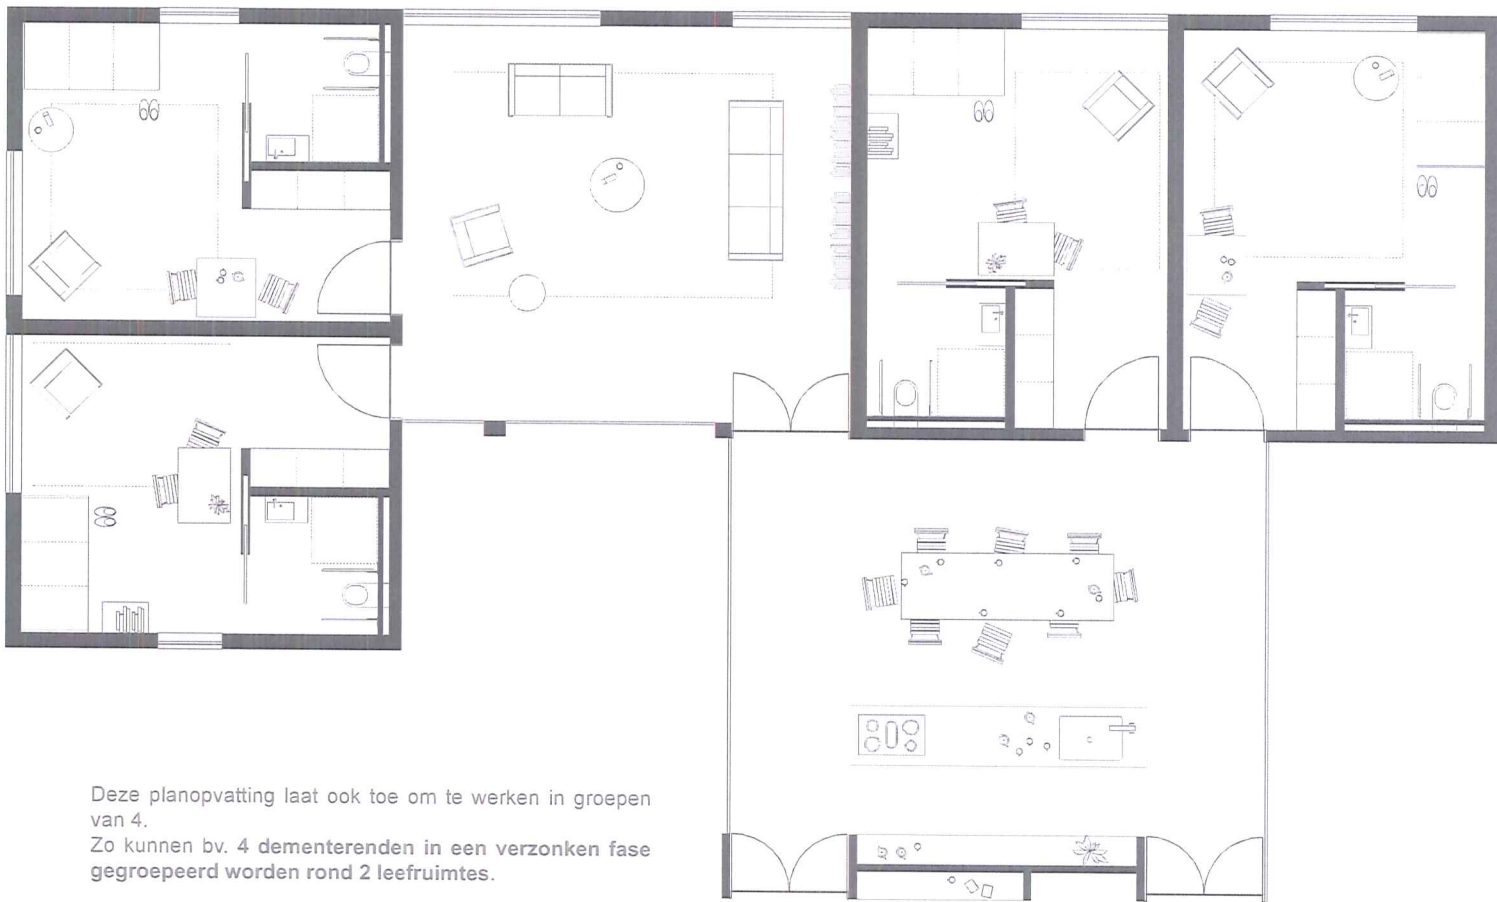 Deze planopvatting laat ook toe om te werken in groepen
van 4.
Zo kunnen bv. 4 dementerenden in een verzonken fase
gegroepeerd worden rond 2 leefruimtes.